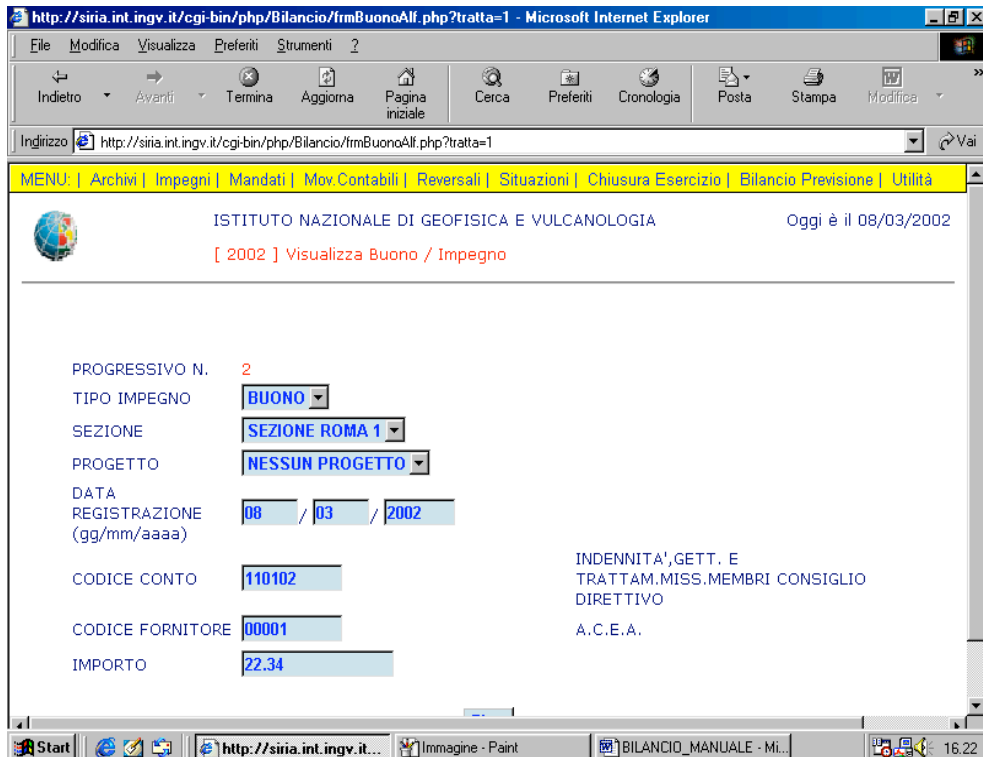 http://siria.int.ingv.it/cgi-bin/php/Bilancio/frmBuonoAlf.php?tratta=1 - Microsoft Internet Explorer
File Modifica Visualizza Preferiti Strumenti ?
Indietro Avanti Termina Aggiorna Pagina iniziale Cerca Preferiti Cronologia Posta Stampa Modifica »
Indirizzo http://siria.int.ingv.it/cgi-bin/php/Bilancio/frmBuonoAlf.php?tratta=1 Vai
MENU: | Archivi | Impegni | Mandati | Mov.Contabili | Reversali | Situazioni | Chiusura Esercizio | Bilancio Previsione | Utilità
ISTITUTO NAZIONALE DI GEOFISICA E VULCANOLOGIA Oggi è il 08/03/2002
[ 2002 ] Visualizza Buono / Impegno
PROGRESSIVO N. 2
TIPO IMPEGNO BUONO
SEZIONE SEZIONE ROMA 1
PROGETTO NESSUN PROGETTO
DATA
REGISTRAZIONE 08 / 03 / 2002
(gg/mm/aaaa)
INDENNITA',GETT. E
CODICE CONTO 110102 TRATTAM.MISS.MEMBRI CONSIGLIO
DIRETTIVO
CODICE FORNITORE 00001 A.C.E.A.
IMPORTO 22.34
Start http://siria.int.ingv.it... Immagine - Paint BILANCIO_MANUALE - Mi... 16.22